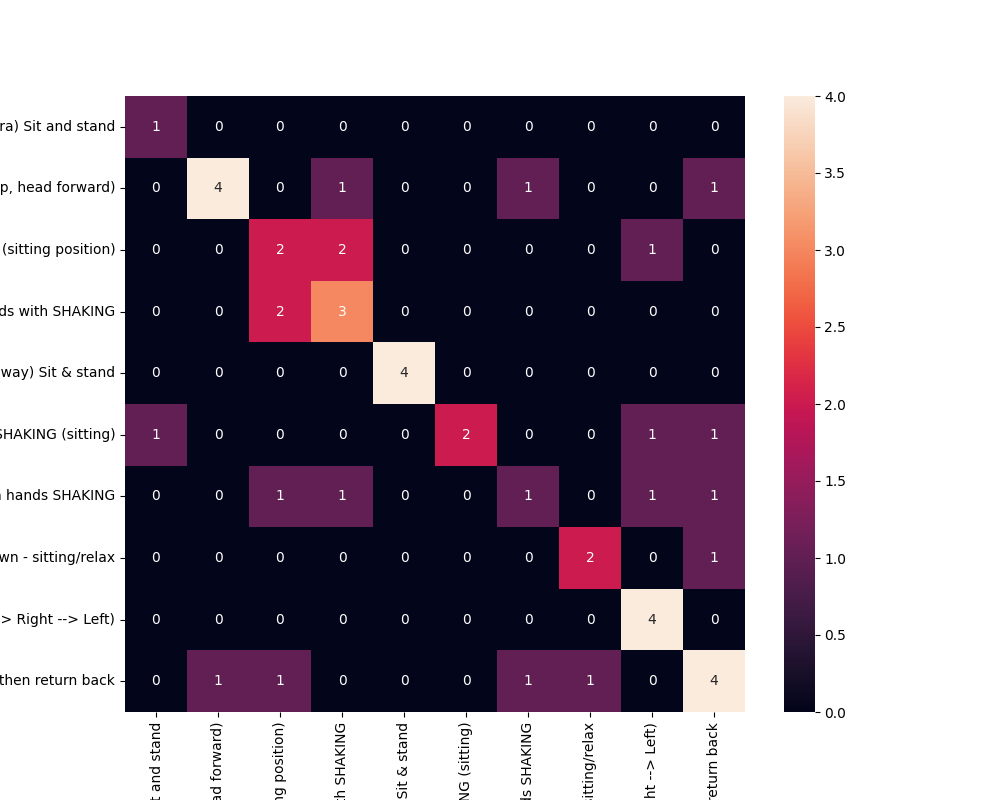 ra) Sit and stand 1 0 0 0 0 0 0 0 0 0
p, head forward) 0 4 0 1 0 0 1 0 0 1
(sitting position) 0 0 2 2 0 0 0 0 1 0
ds with SHAKING 0 0 2 3 0 0 0 0 0 0
way) Sit & stand 0 0 0 0 4 0 0 0 0 0
SHAKING (sitting) 1 0 0 0 0 2 0 0 1 1
hands SHAKING 0 0 1 1 0 0 1 0 1 1
wn - sitting/relax 0 0 0 0 0 0 0 2 0 1
> Right --> Left) 0 0 0 0 0 0 0 0 4 0
then return back 0 1 1 0 0 0 1 1 0 4
t and stand
ad forward)
ng position)
th SHAKING
Sit & stand
NG (sitting)
ds SHAKING
sitting/relax
ht --> Left)
return back
4.0
3.5
3.0
2.5
2.0
1.5
1.0
0.5
0.0